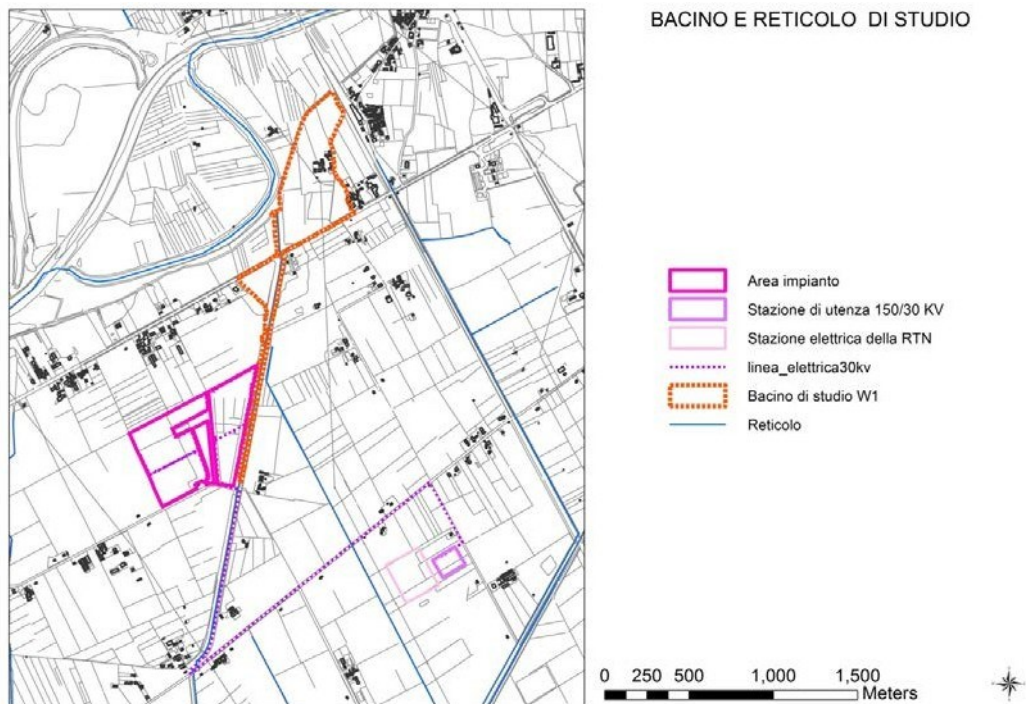 BACINO E RETICOLO DI STUDIO
Area impianto
Stazione di utenza 150/30 KV
Stazione elettrica della RTN
linea_elettrica30kv
Bacino di studio W1
Reticolo
0 250 500 1,000 1,500
Meters